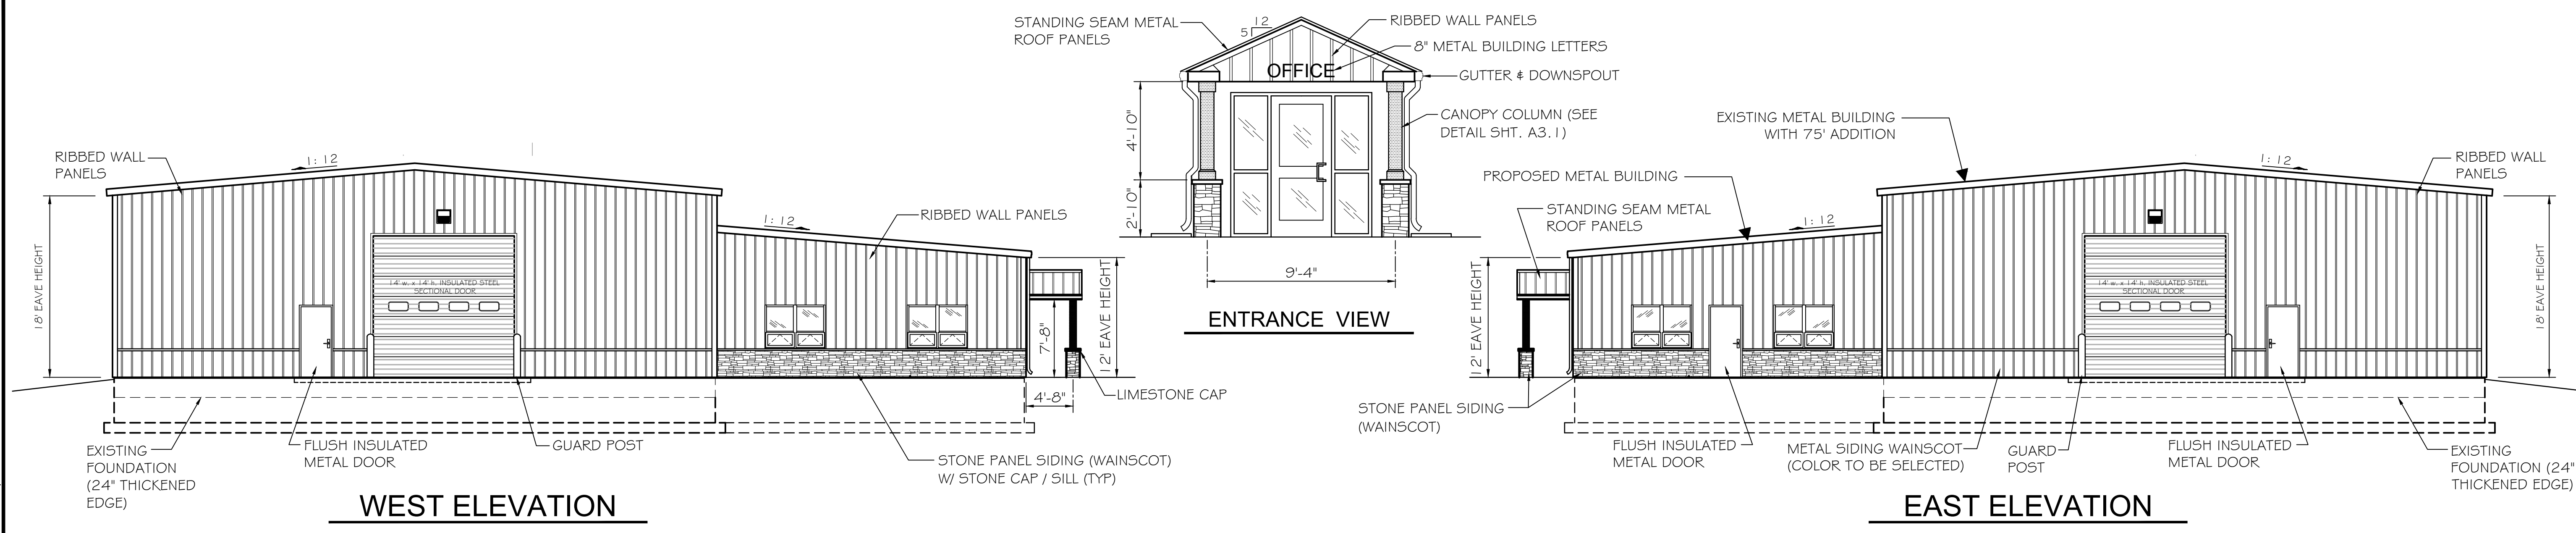 STANDING SEAM METAL
ROOF PANELS
12
5
RIBBED WALL PANELS
8" METAL BUILDING LETTERS
OFFICE
GUTTER & DOWNSPOUT
CANOPY COLUMN (SEE
DETAIL SHT. A3.1)
4'-10"
2'-10"
9'-4"
ENTRANCE VIEW
RIBBED WALL
PANELS
1:12
18' EAVE HEIGHT
14' w. x 14' h. INSULATED STEEL
SECTIONAL DOOR
1:12
RIBBED WALL PANELS
12' EAVE HEIGHT
7'-8"
4'-8"
LIMESTONE CAP
EXISTING
FOUNDATION
(24" THICKENED
EDGE)
FLUSH INSULATED
METAL DOOR
GUARD POST
STONE PANEL SIDING (WAINSCOT)
W/ STONE CAP / SILL (TYP)
WEST ELEVATION
EXISTING METAL BUILDING
WITH 75' ADDITION
PROPOSED METAL BUILDING
STANDING SEAM METAL
ROOF PANELS
1:12
1:12
RIBBED WALL
PANELS
12' EAVE HEIGHT
14' w. x 14' h. INSULATED STEEL
SECTIONAL DOOR
18' EAVE HEIGHT
STONE PANEL SIDING
(WAINSCOT)
FLUSH INSULATED
METAL DOOR
METAL SIDING WAINSCOT
(COLOR TO BE SELECTED)
GUARD
POST
FLUSH INSULATED
METAL DOOR
EXISTING
FOUNDATION (24"
THICKENED EDGE)
EAST ELEVATION